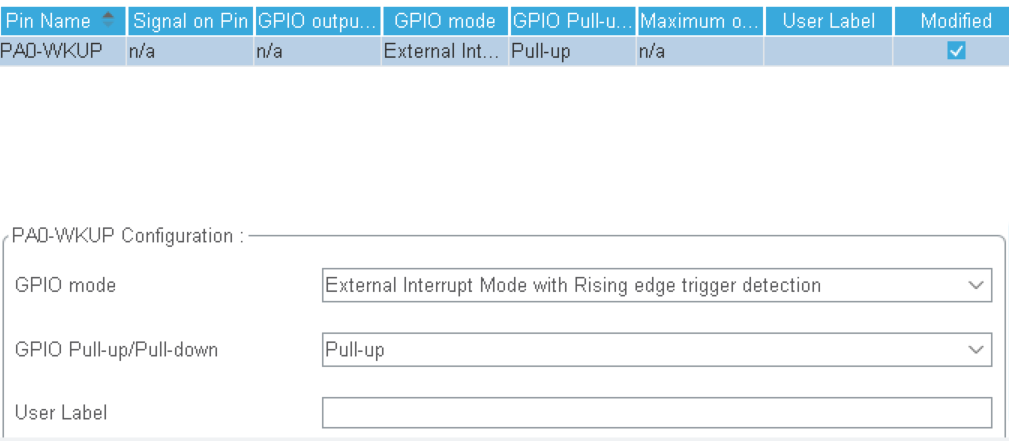 Pin Name Signal on Pin GPIO outpu... GPIO mode GPIO Pull-u... Maximum o... User Label Modified
PA0-WKUP n/a n/a External Int... Pull-up n/a
PA0-WKUP Configuration :
GPIO mode External Interrupt Mode with Rising edge trigger detection
GPIO Pull-up/Pull-down Pull-up
User Label